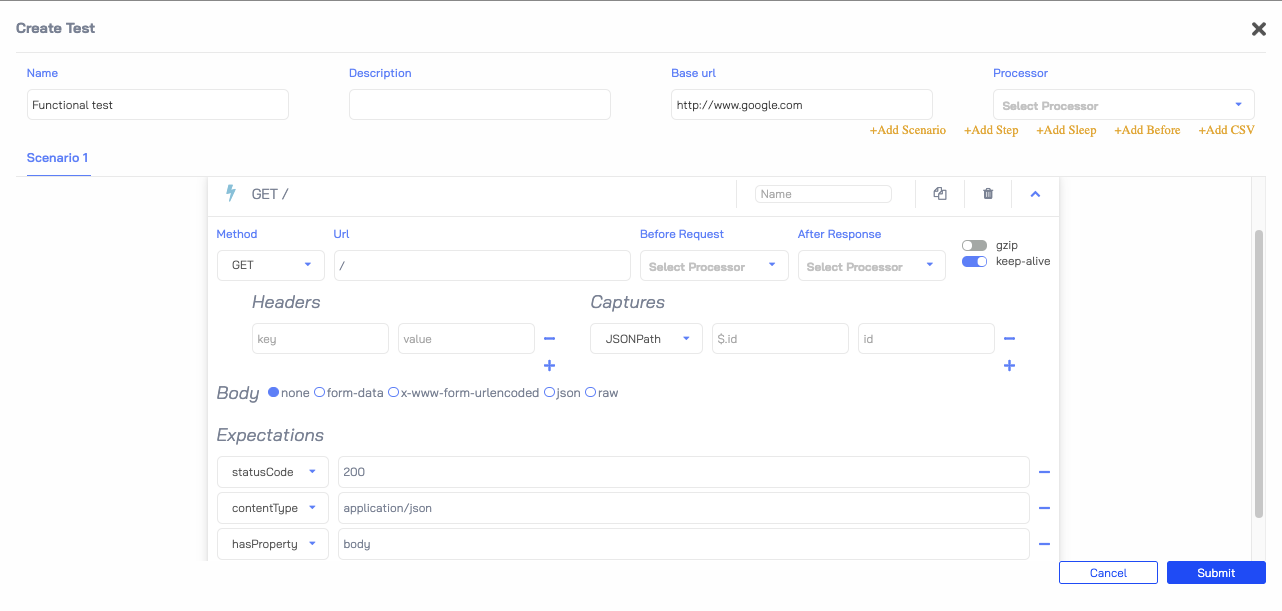 Create Test
Name Description Base url Processor
Functional test http://www.google.com Select Processor
+Add Scenario +Add Step +Add Sleep +Add Before +Add CSV
Scenario 1
GET / Name
Method Url Before Request After Response
gzip
GET / Select Processor Select Processor
keep-alive
Headers Captures
key value JSONPath $.id id
Body none form-data x-www-form-urlencoded json raw
Expectations
statusCode 200
contentType application/json
hasProperty body
Cancel Submit